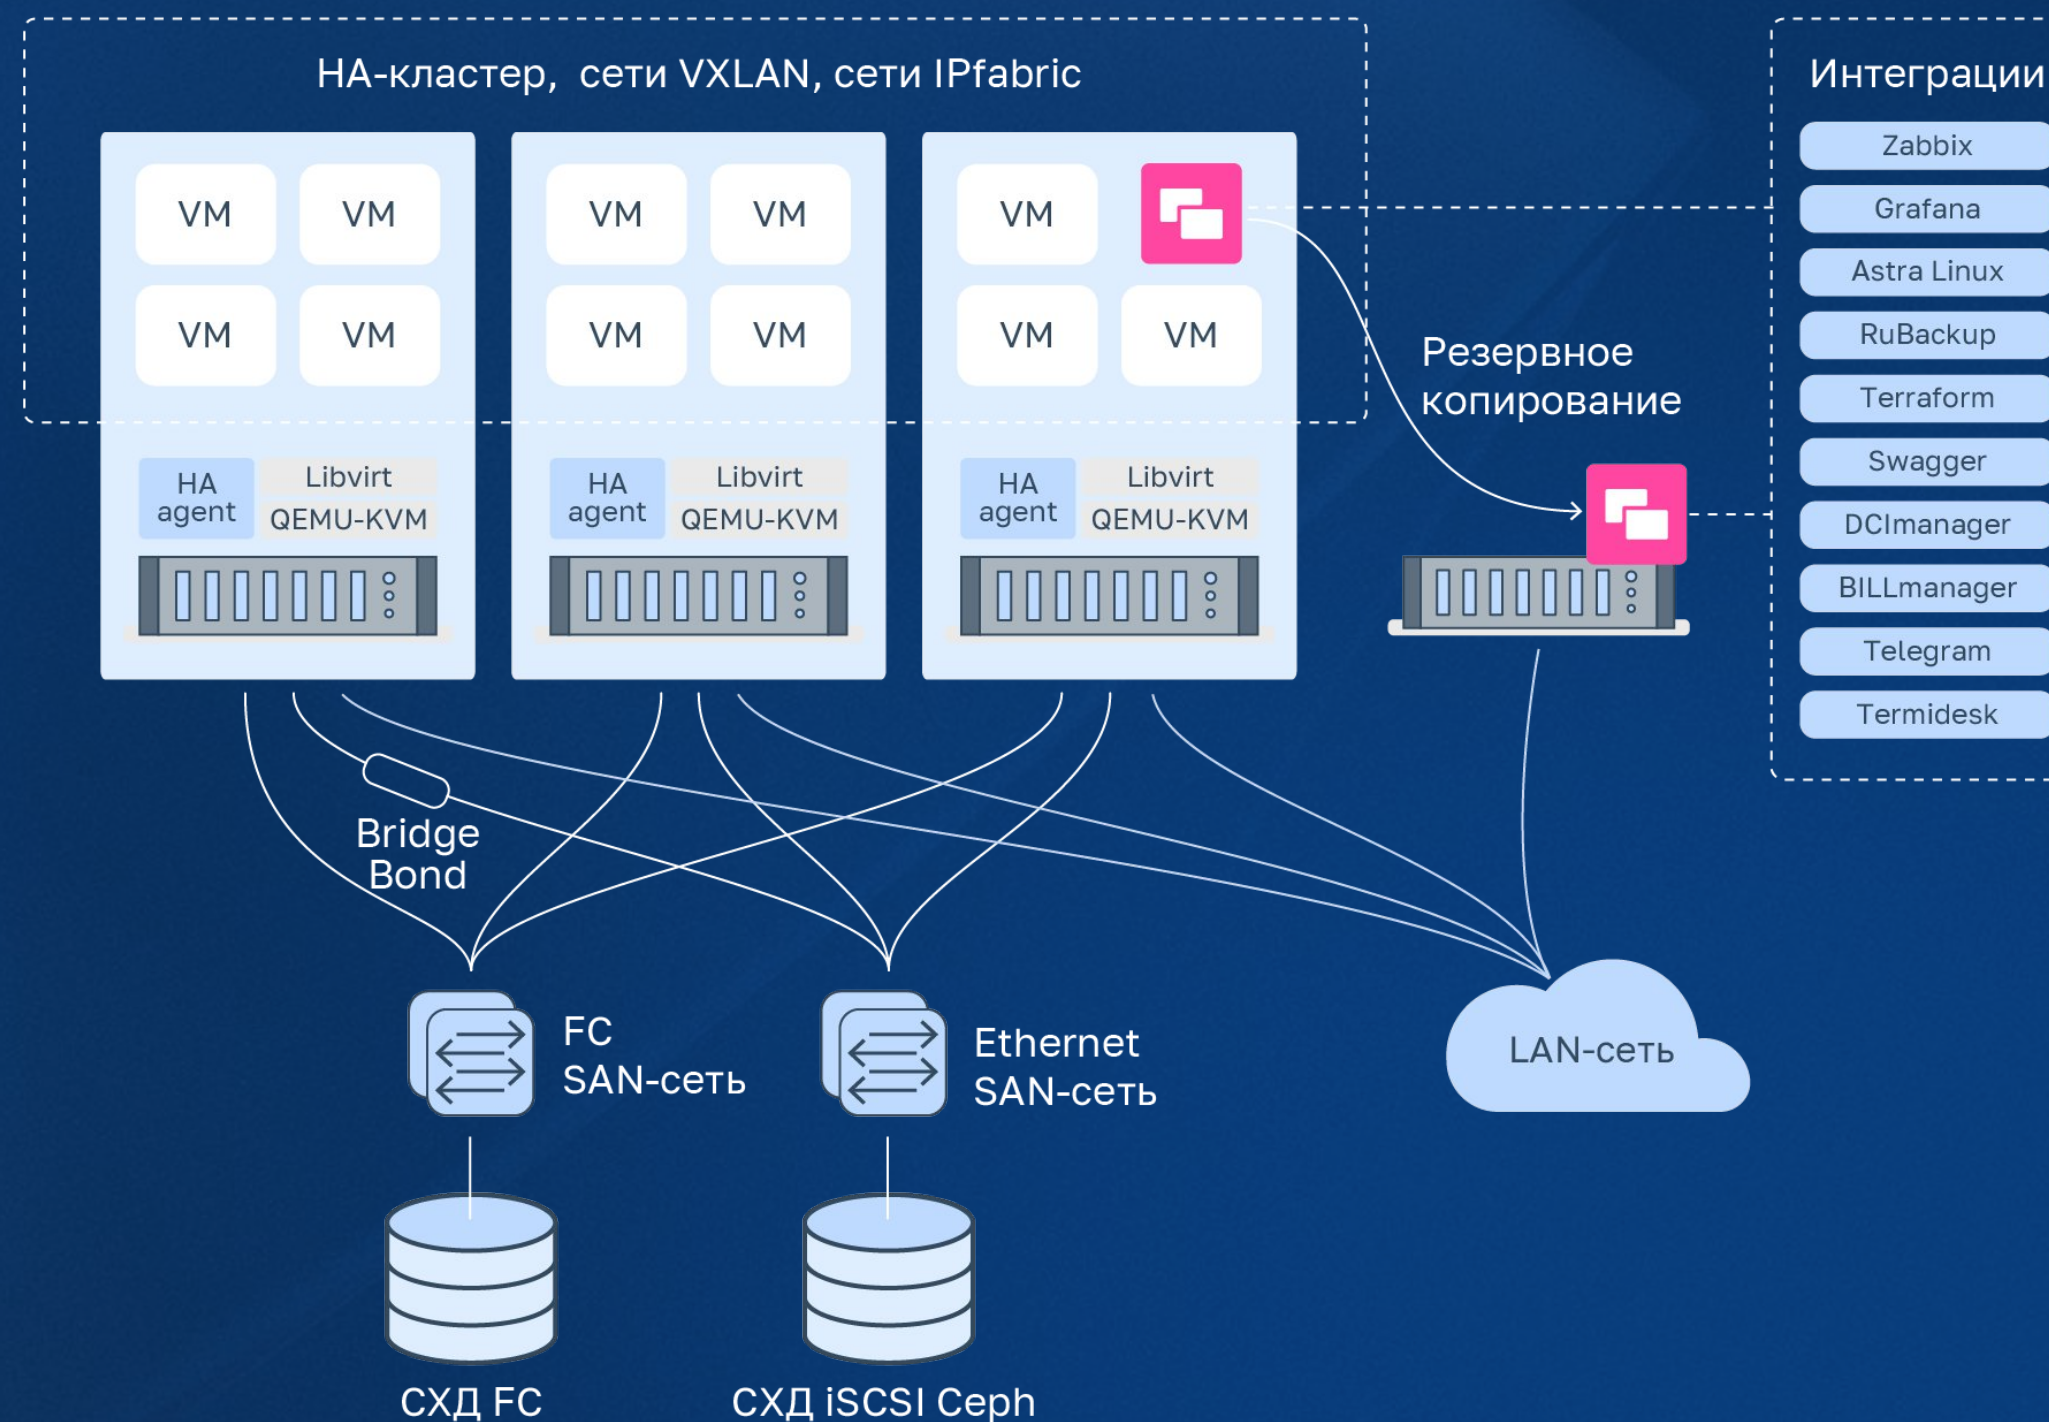 НА-кластер, сети VXLAN, сети IPfabric
VM VM VM VM VM
VM VM VM VM VM VM
HA agent
Libvirt
QEMU-KVM
HA agent
Libvirt
QEMU-KVM
HA agent
Libvirt
QEMU-KVM
Резервное
копирование
Интеграции
Zabbix
Grafana
Astra Linux
RuBackup
Terraform
Swagger
DCImanager
BILLmanager
Telegram
Termidesk
Bridge
Bond
FC
SAN-сеть
Ethernet
SAN-сеть
LAN-сеть
СХД FC
СХД iSCSI Ceph